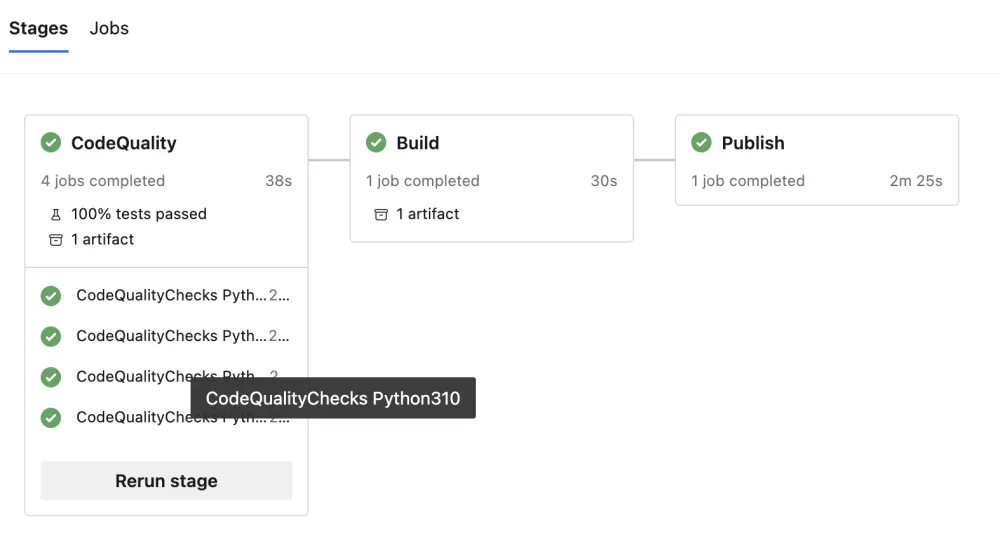 Stages Jobs
CodeQuality
4 jobs completed 38s
100% tests passed
1 artifact
CodeQualityChecks Pyth... 2...
CodeQualityChecks Pyth... 2...
CodeQualityChecks Pyth
CodeQualityChecks Python310
CodeQualityChecks Pyth... 2...
Rerun stage
Build
1 job completed 30s
1 artifact
Publish
1 job completed 2m 25s